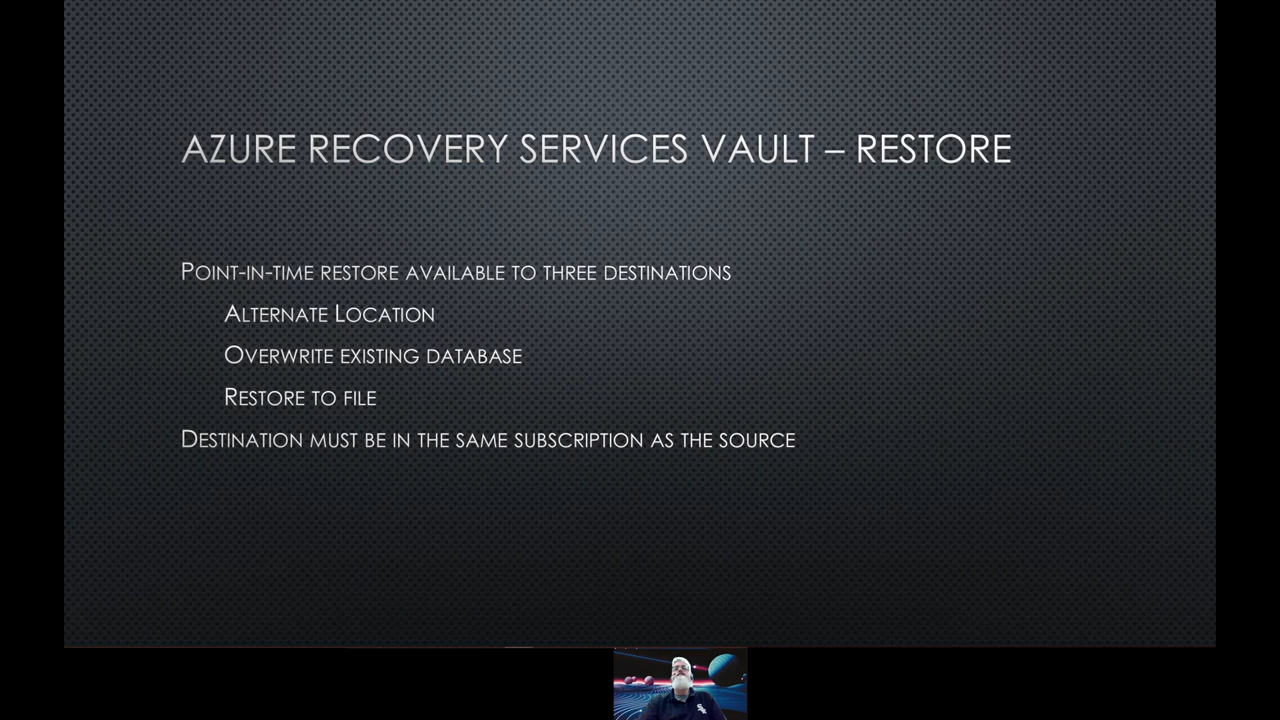 AZURE RECOVERY SERVICES VAULT – RESTORE
POINT-IN-TIME RESTORE AVAILABLE TO THREE DESTINATIONS
ALTERNATE LOCATION
OVERWRITE EXISTING DATABASE
RESTORE TO FILE
DESTINATION MUST BE IN THE SAME SUBSCRIPTION AS THE SOURCE